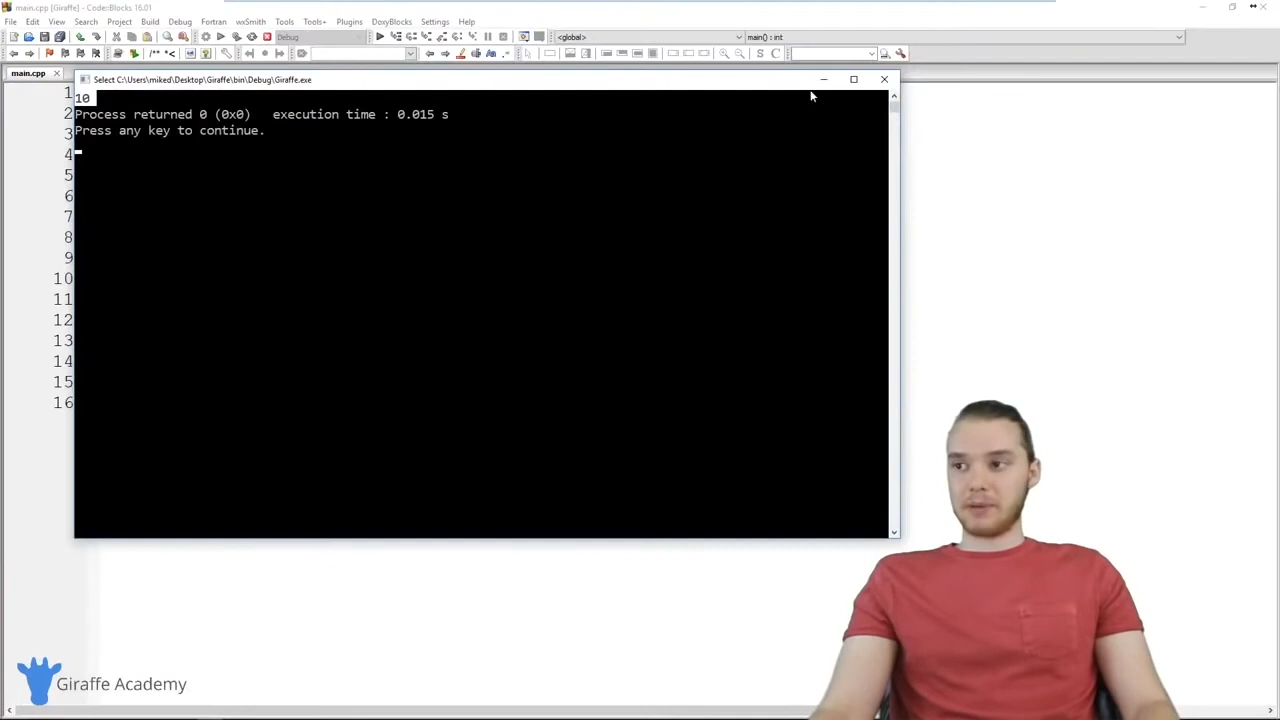 main.cpp [Giraffe] - Code::Blocks 16.01
File Edit View Search Project Build Debug Fortran wxSmith Tools Tools+ Plugins DoxyBlocks Settings Help
Debug
<global>
main() : int
/** *<
S C
main.cpp
Select C:\Users\miked\Desktop\Giraffe\bin\Debug\Giraffe.exe
1
2
3
4
5
6
7
8
9
10
11
12
13
14
15
16
10
Process returned 0 (0x0)   execution time : 0.015 s
Press any key to continue.
Giraffe Academy